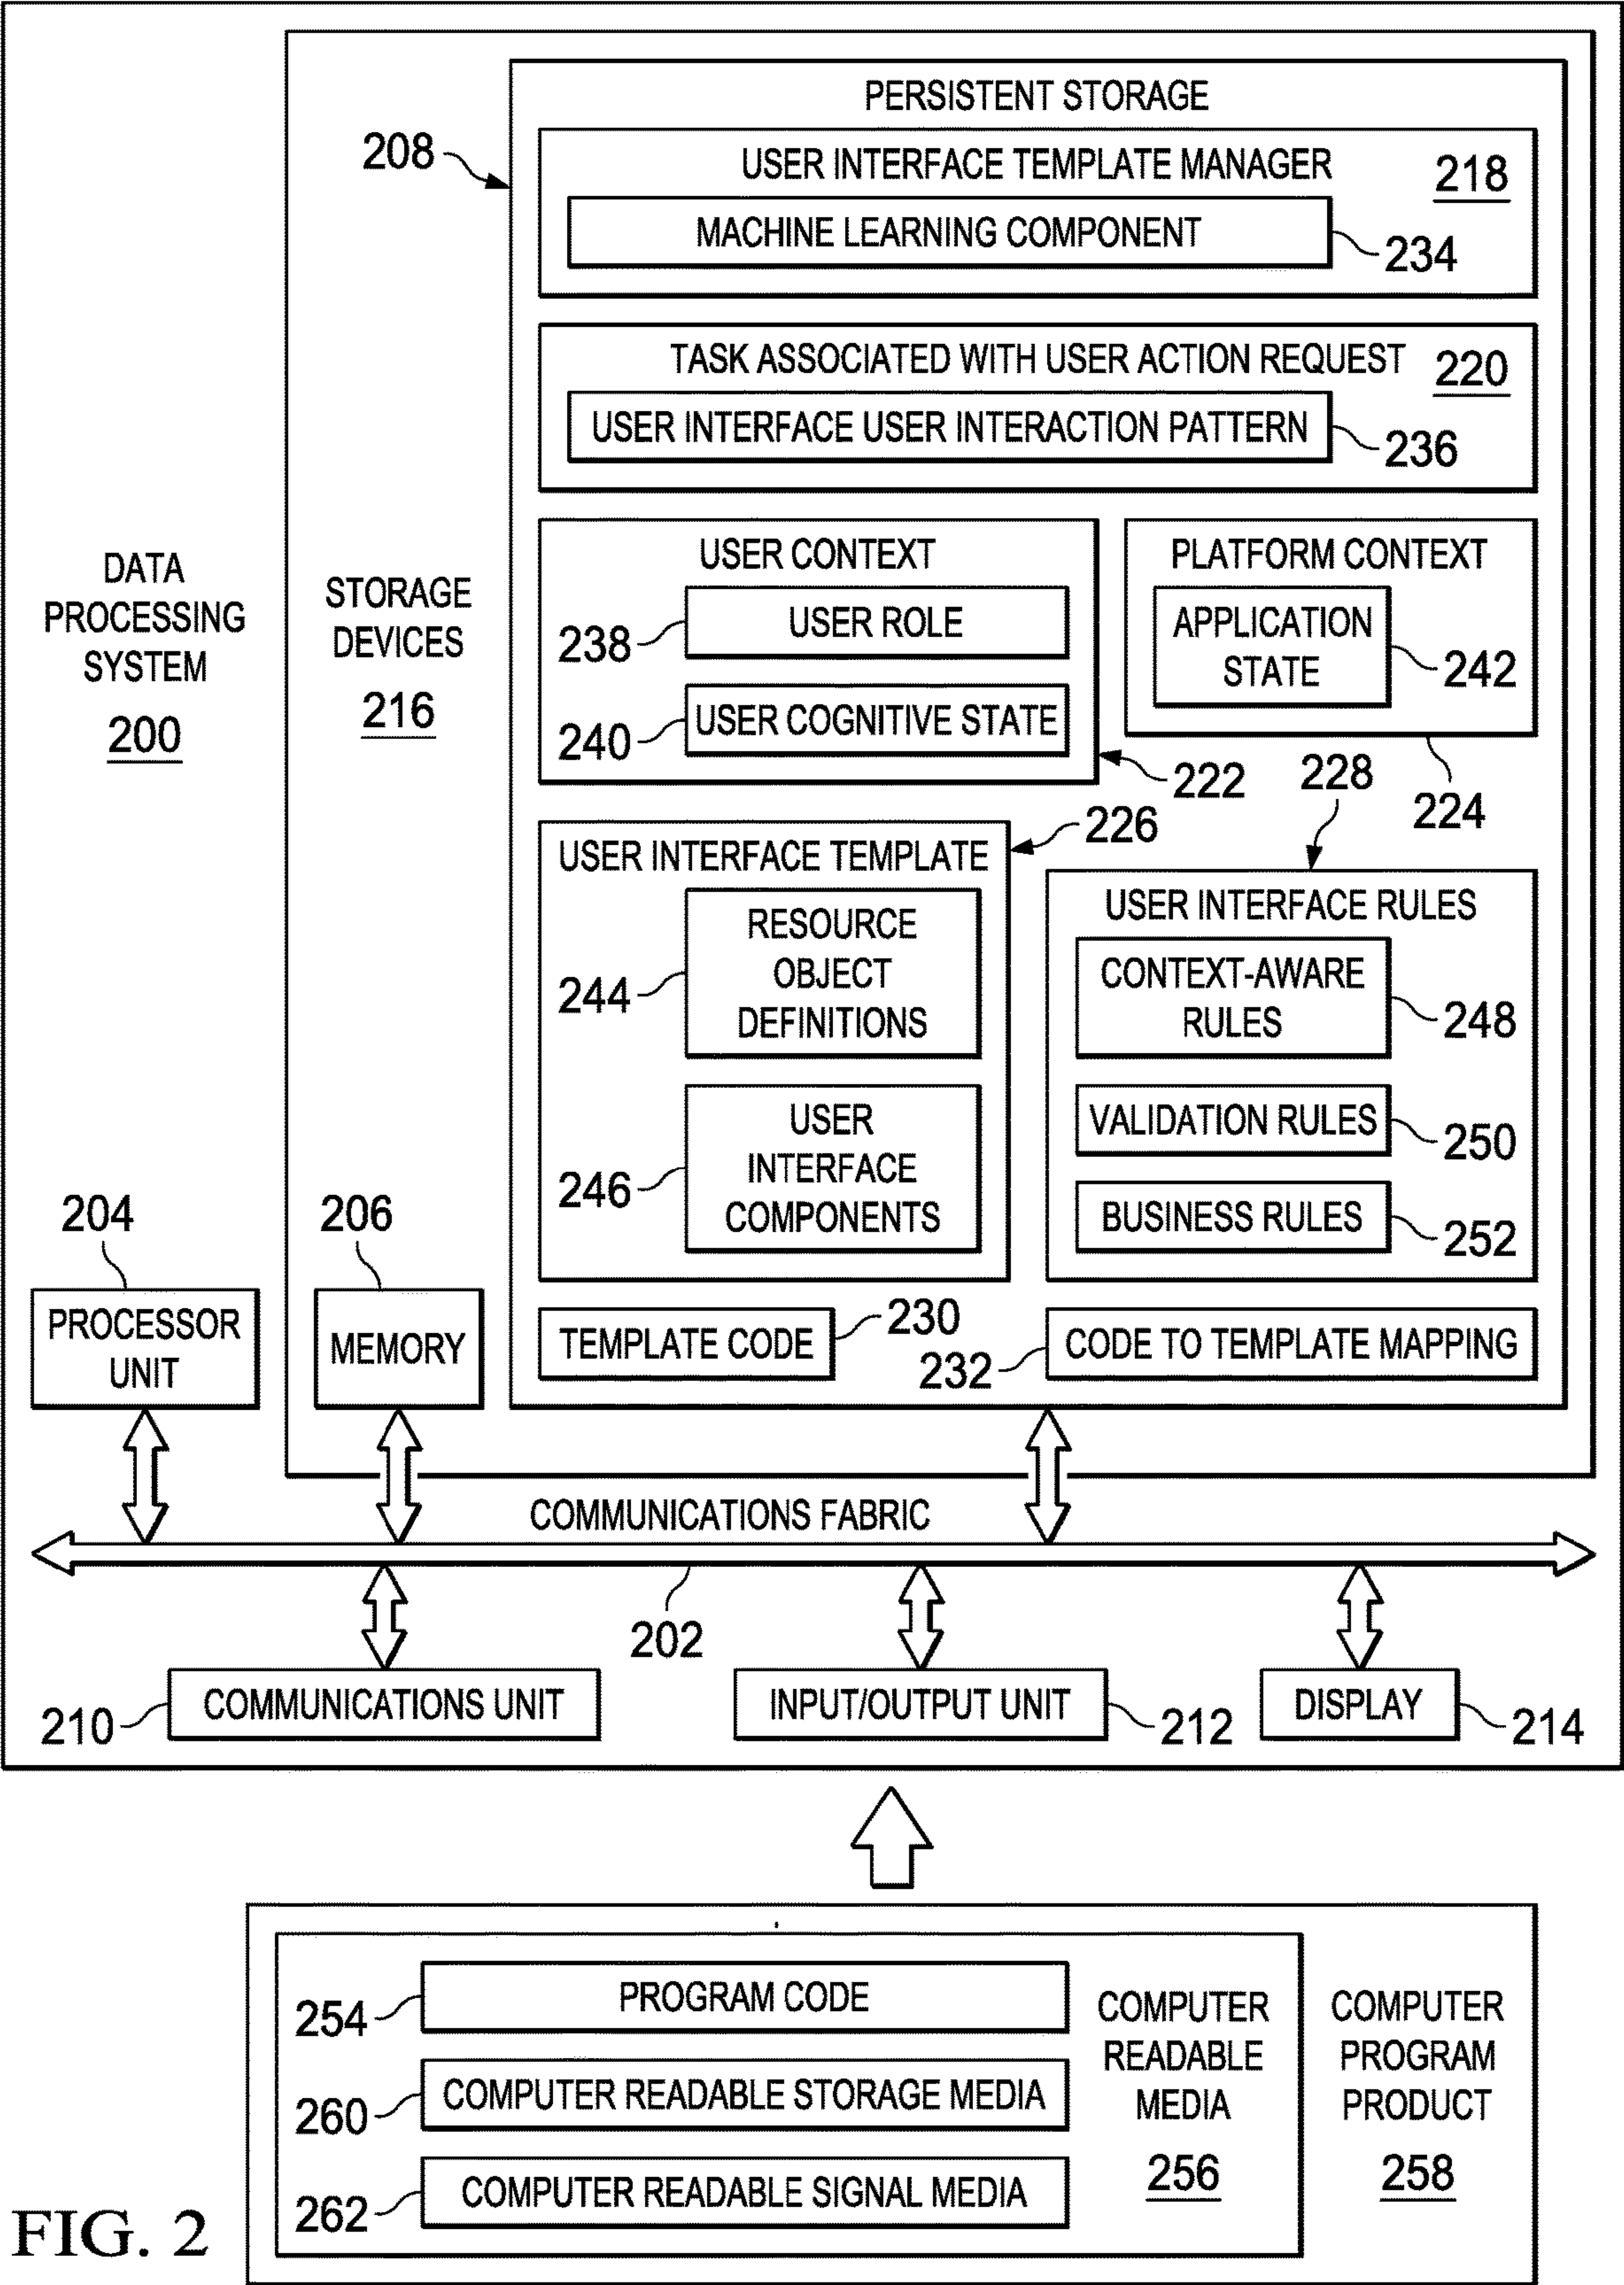 PERSISTENT STORAGE
208
USER INTERFACE TEMPLATE MANAGER
218
MACHINE LEARNING COMPONENT
234
TASK ASSOCIATED WITH USER ACTION REQUEST
220
USER INTERFACE USER INTERACTION PATTERN
236
DATA
PROCESSING
SYSTEM
200
STORAGE
DEVICES
216
USER CONTEXT
238
USER ROLE
240
USER COGNITIVE STATE
222
PLATFORM CONTEXT
APPLICATION
STATE
242
224
USER INTERFACE TEMPLATE
226
244
RESOURCE
OBJECT
DEFINITIONS
246
USER
INTERFACE
COMPONENTS
228
USER INTERFACE RULES
CONTEXT-AWARE
RULES
248
VALIDATION RULES
250
BUSINESS RULES
252
204
PROCESSOR
UNIT
206
MEMORY
TEMPLATE CODE
230
232
CODE TO TEMPLATE MAPPING
COMMUNICATIONS FABRIC
202
210
COMMUNICATIONS UNIT
INPUT/OUTPUT UNIT
212
DISPLAY
214
254
PROGRAM CODE
260
COMPUTER READABLE STORAGE MEDIA
262
COMPUTER READABLE SIGNAL MEDIA
COMPUTER
READABLE
MEDIA
256
COMPUTER
PROGRAM
PRODUCT
258
FIG. 2